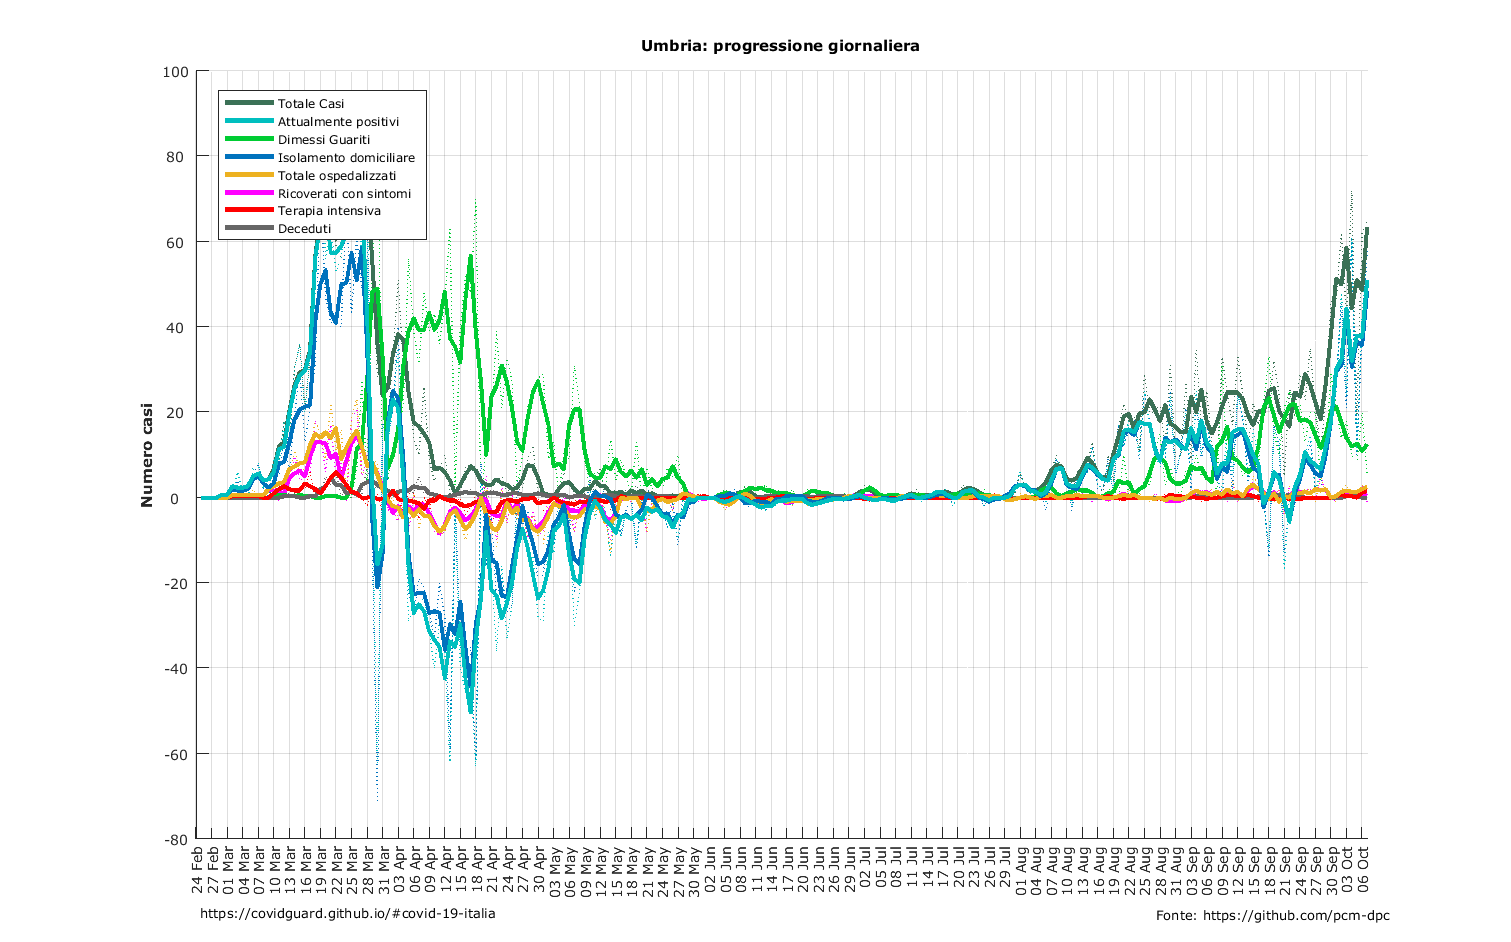 Umbria: progressione giornaliera
100
80
60
40
20
0
-20
-40
-60
-80
Numero casi
Totale Casi
Attualmente positivi
Dimessi Guariti
Isolamento domiciliare
Totale ospedalizzati
Ricoverati con sintomi
Terapia intensiva
Deceduti
24 Feb
27 Feb
01 Mar
04 Mar
07 Mar
10 Mar
13 Mar
16 Mar
19 Mar
22 Mar
25 Mar
28 Mar
31 Mar
03 Apr
06 Apr
09 Apr
12 Apr
15 Apr
18 Apr
21 Apr
24 Apr
27 Apr
30 Apr
03 May
06 May
09 May
12 May
15 May
18 May
21 May
24 May
27 May
30 May
02 Jun
05 Jun
08 Jun
11 Jun
14 Jun
17 Jun
20 Jun
23 Jun
26 Jun
29 Jun
02 Jul
05 Jul
08 Jul
11 Jul
14 Jul
17 Jul
20 Jul
23 Jul
26 Jul
29 Jul
01 Aug
04 Aug
07 Aug
10 Aug
13 Aug
16 Aug
19 Aug
22 Aug
25 Aug
28 Aug
31 Aug
03 Sep
06 Sep
09 Sep
12 Sep
15 Sep
18 Sep
21 Sep
24 Sep
27 Sep
30 Sep
03 Oct
06 Oct
https://covidguard.github.io/#covid-19-italia
Fonte: https://github.com/pcm-dpc